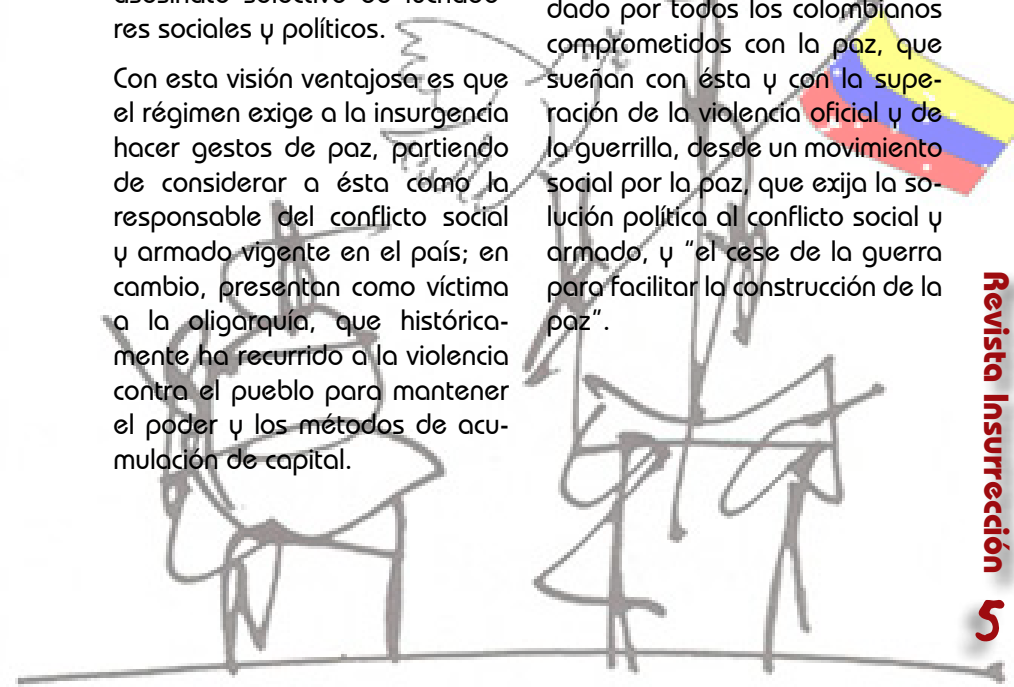 res sociales y políticos.
Con esta visión ventajosa es que
el régimen exige a la insurgencia
hacer gestos de paz, partiendo
de considerar a ésta como la
responsable del conflicto social
y armado vigente en el país; en
cambio, presentan como víctima
a la oligarquía, que histórica-
mente ha recurrido a la violencia
contra el pueblo para mantener
el poder y los métodos de acu-
mulación de capital.
dado por todos los colombianos
comprometidos con la paz, que
sueñan con ésta y con la supe-
ración de la violencia oficial y de
la guerrilla, desde un movimiento
social por la paz, que exija la so-
lución política al conflicto social y
armado, y “el cese de la guerra
para facilitar la construcción de la
paz”.
Revista Insurrección 5